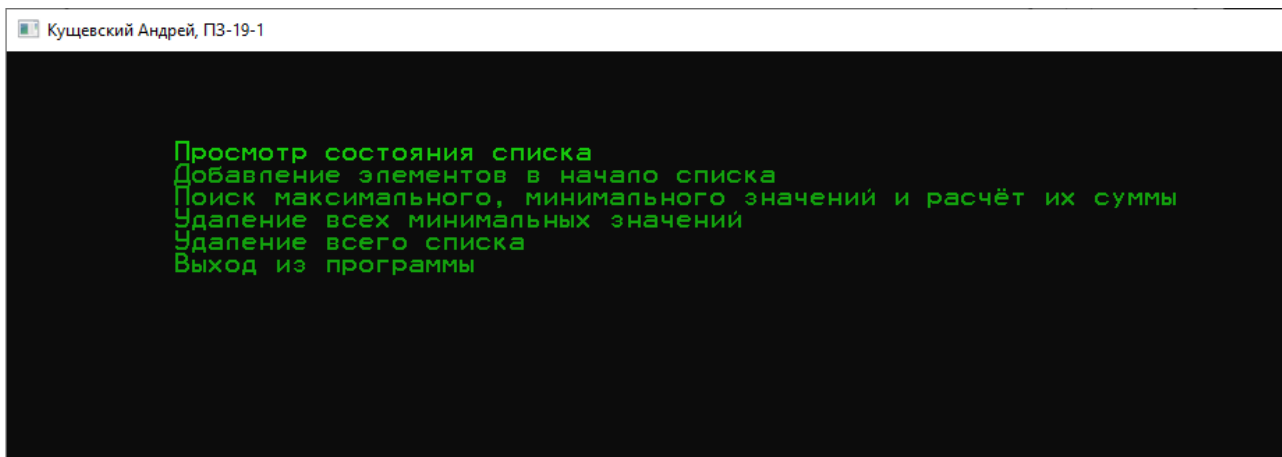 Кущевский Андрей, ПЗ-19-1
Просмотр состояния списка
Добавление элементов в начало списка
Поиск максимального, минимального значений и расчёт их суммы
Удаление всех минимальных значений
Удаление всего списка
Выход из программы